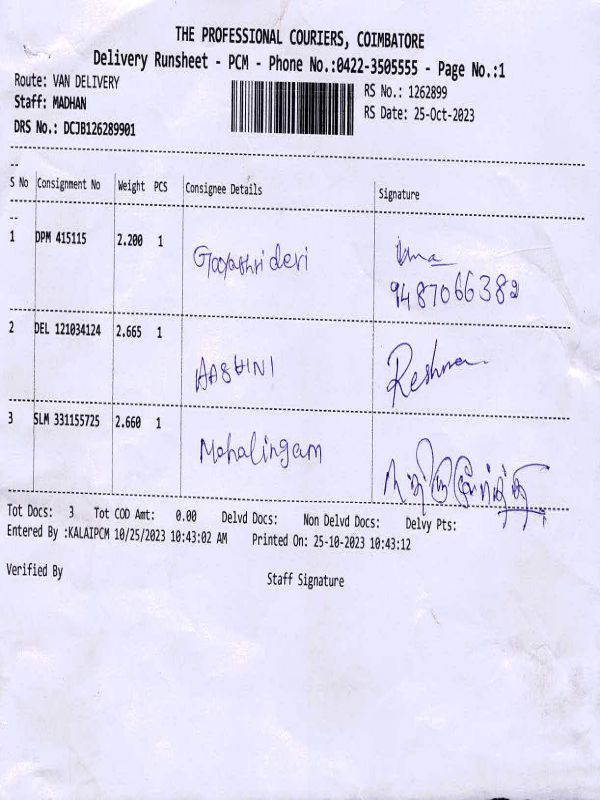 THE PROFESSIONAL COURIERS, COIMBATORE
Delivery Runsheet - PCM - Phone No.:0422-3505555 - Page No.:1
Route: VAN DELIVERY
RS No.: 1262899
Staff: MADHAN
RS Date: 25-Oct-2023
DRS No.: DCJB126289901
S No Consignment No Weight PCS Consignee Details Signature
1 DPM 415115 2.200 1 Gayathri devi Uma
9487066382
2 DEL 121034124 2.665 1 AASHINI Reshma
3 SLM 331155725 2.660 1 Mahalingam
Tot Docs: 3 Tot COD Amt: 0.00 Delvd Docs: Non Delvd Docs: Delvy Pts:
Entered By :KALAIPCM 10/25/2023 10:43:02 AM Printed On: 25-10-2023 10:43:12
Verified By Staff Signature